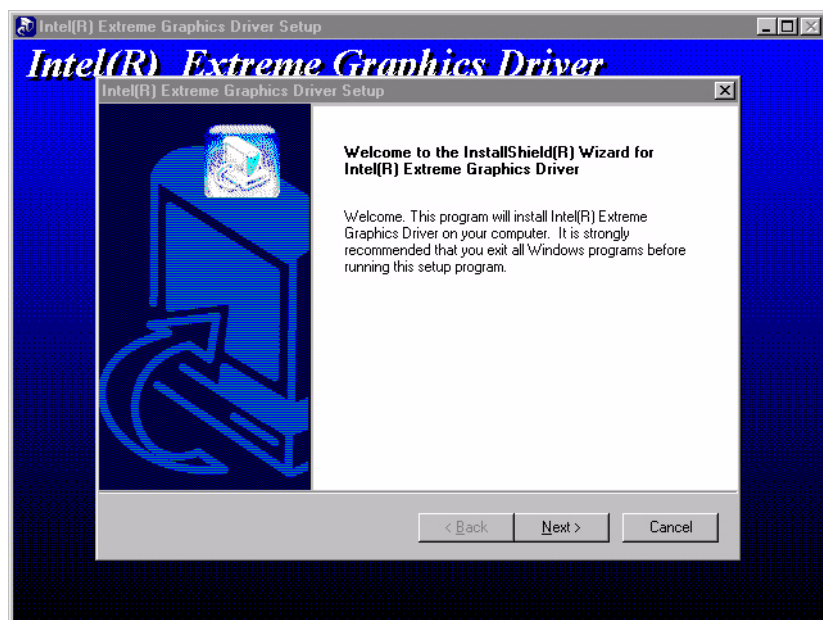 Intel(R) Extreme Graphics Driver Setup
Intel(R) Extreme Graphics Driver
Intel(R) Extreme Graphics Driver Setup
Welcome to the InstallShield(R) Wizard for
Intel(R) Extreme Graphics Driver
Welcome. This program will install Intel(R) Extreme
Graphics Driver on your computer.  It is strongly
recommended that you exit all Windows programs before
running this setup program.
< Back
Next >
Cancel